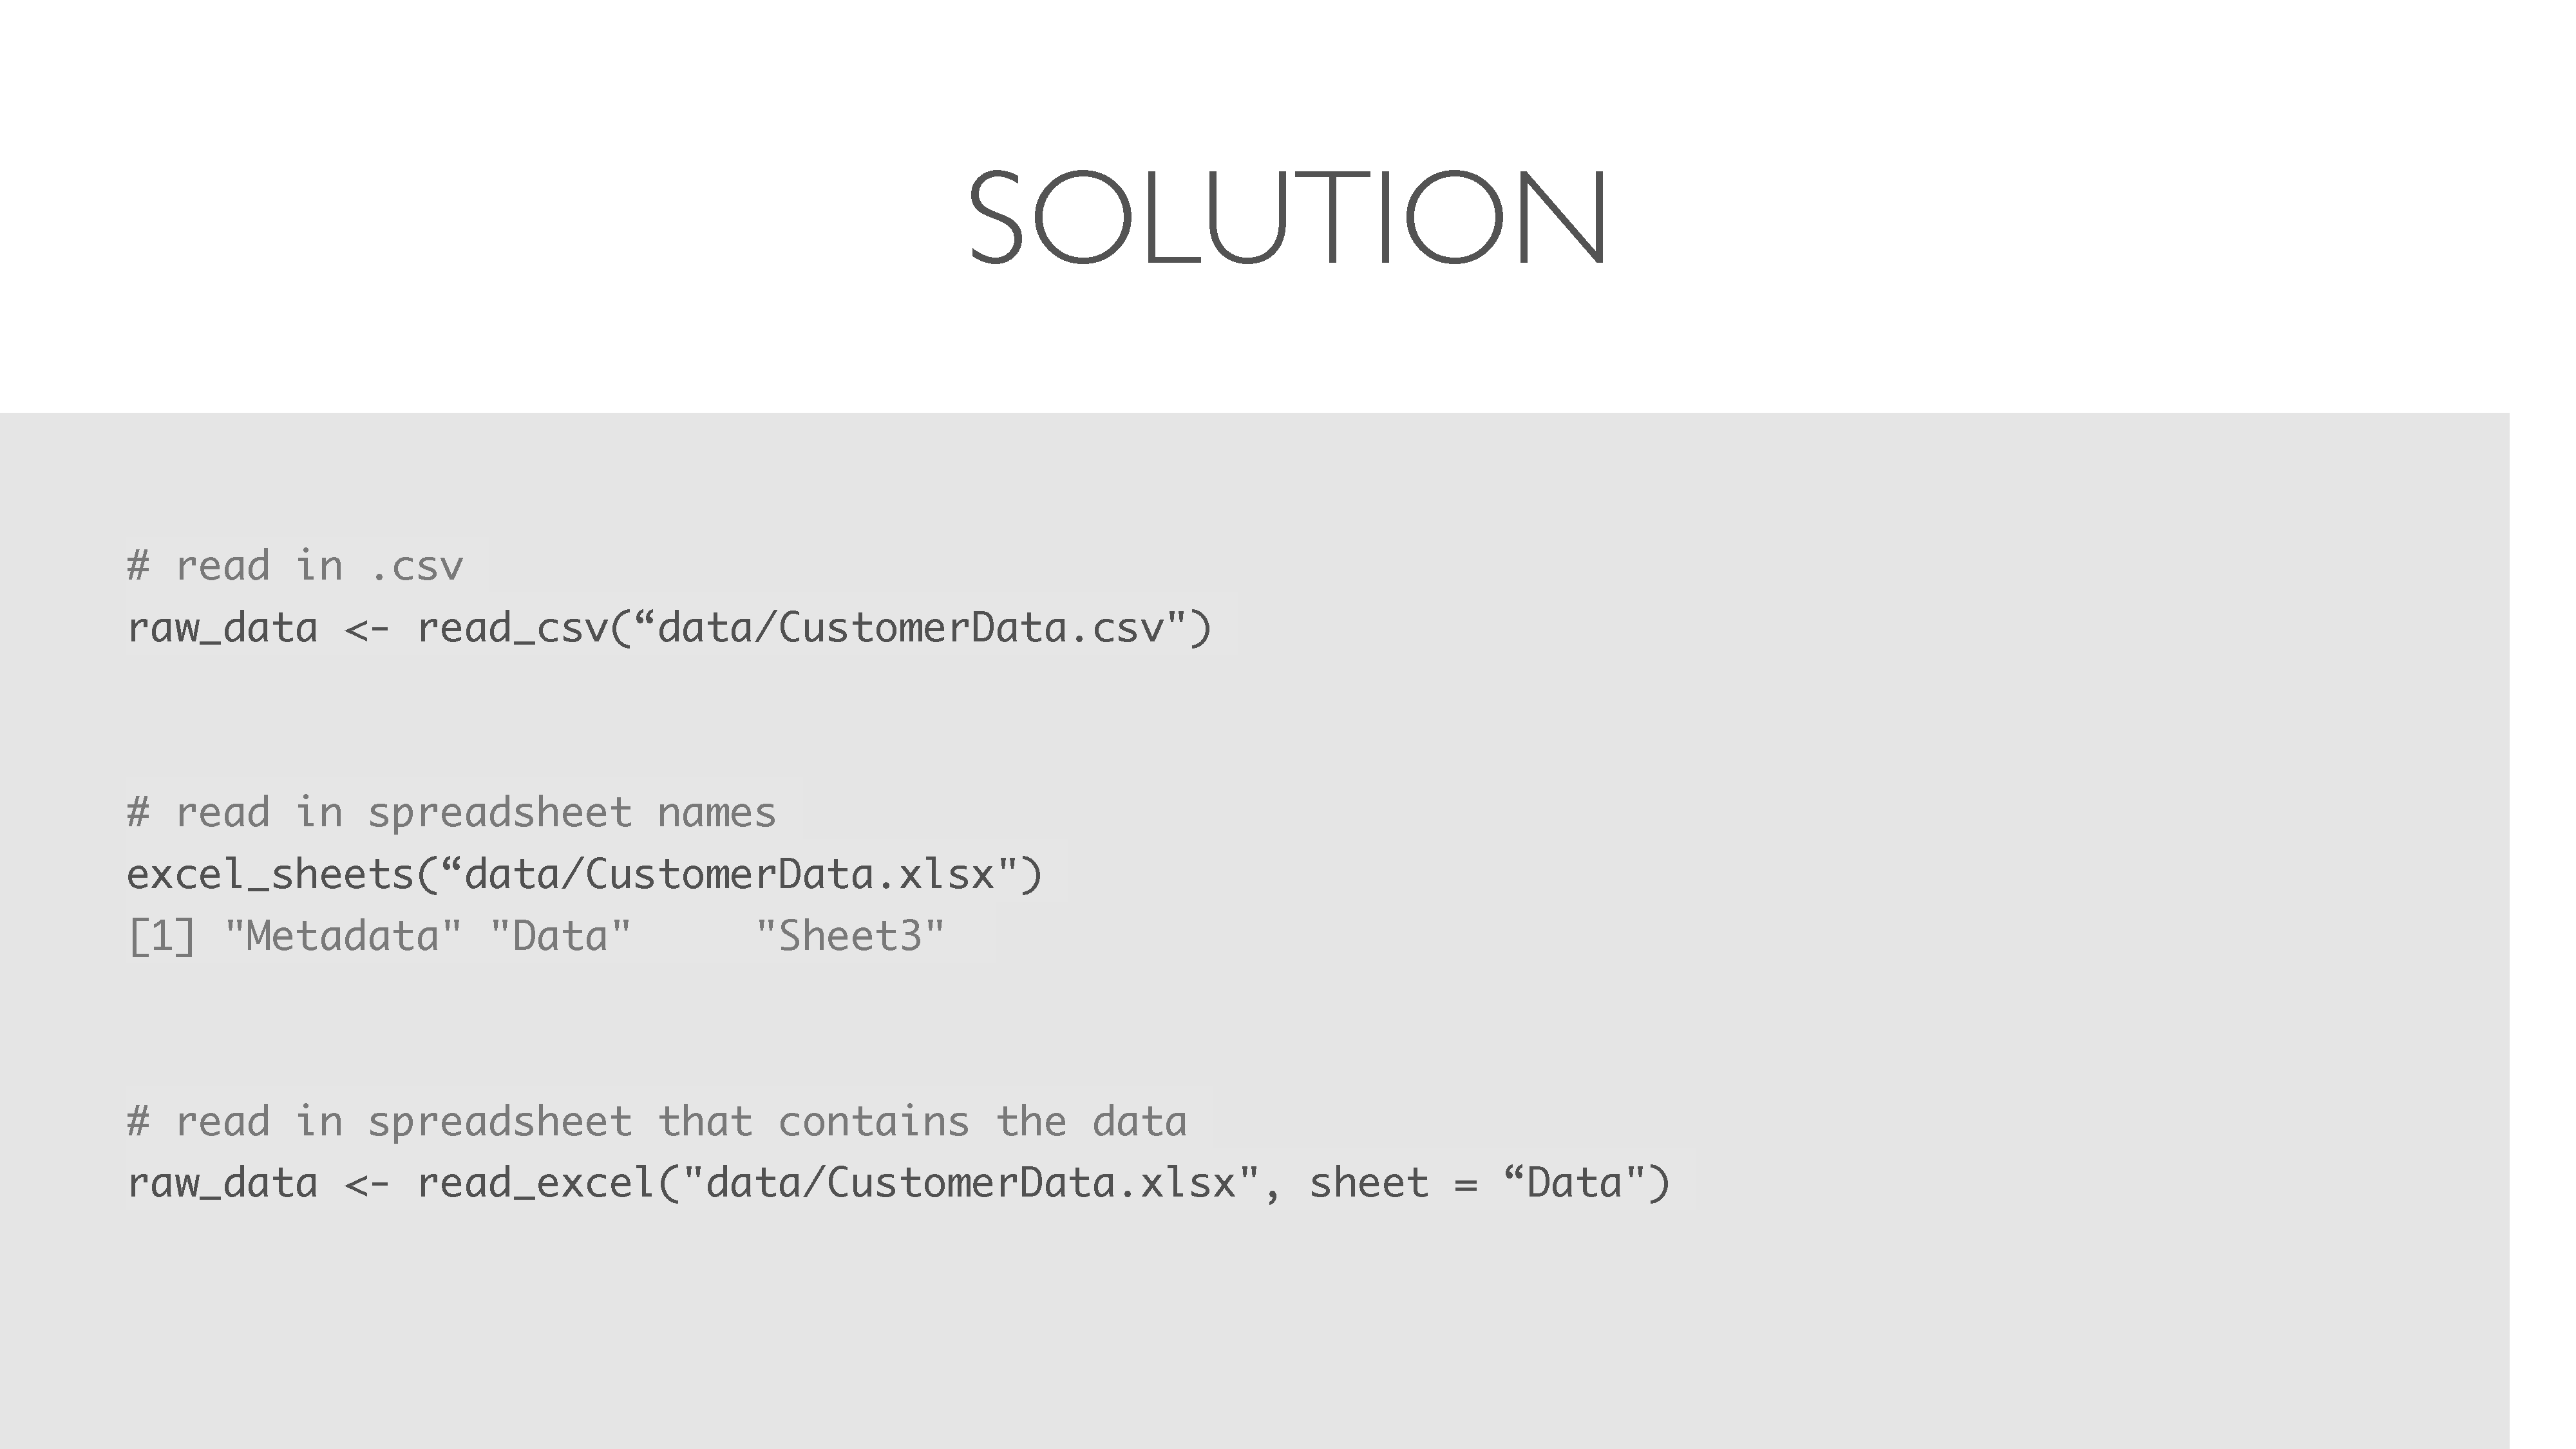 SOLUTION
# read in .csv
raw_data <- read_csv(“data/CustomerData.csv")
# read in spreadsheet names
excel_sheets(“data/CustomerData.xlsx")
[1] "Metadata" "Data"     "Sheet3"
# read in spreadsheet that contains the data
raw_data <- read_excel("data/CustomerData.xlsx", sheet = “Data")